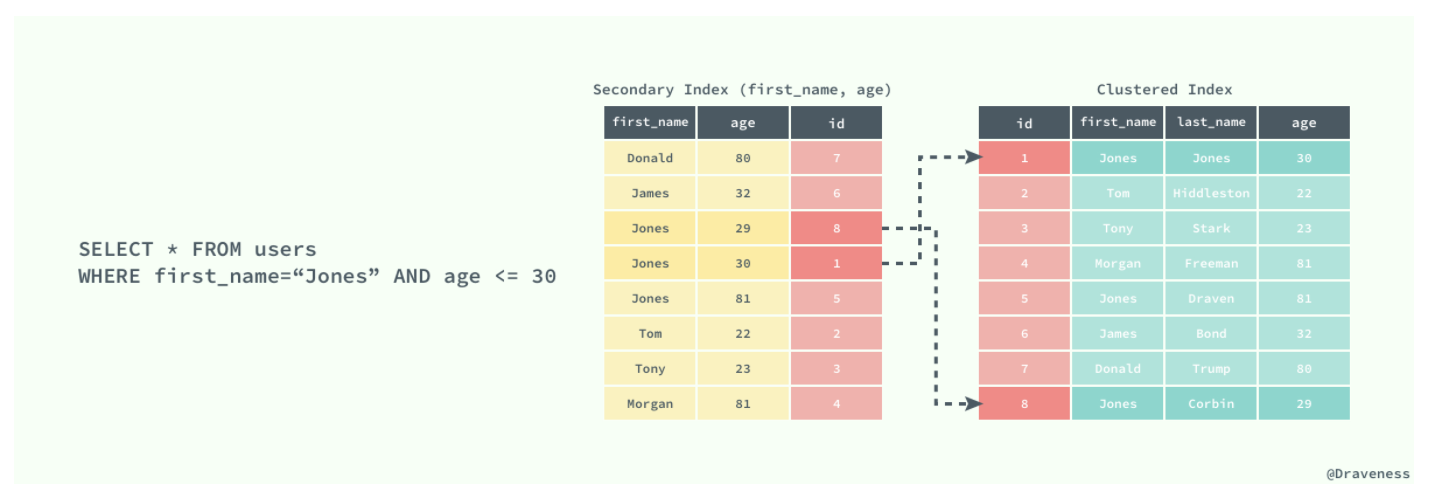 Secondary Index (first_name, age)
first_name age id
Donald 80 7
James 32 6
Jones 29 8
Jones 30 1
Jones 81 5
Tom 22 2
Tony 23 3
Morgan 81 4
Clustered Index
id first_name last_name age
1 Jones Jones 30
2 Tom Hiddleston 22
3 Tony Stark 23
4 Morgan Freeman 81
5 Jones Draven 81
6 James Bond 32
7 Donald Trump 80
8 Jones Corbin 29
SELECT * FROM users
WHERE first_name=“Jones” AND age <= 30
@Draveness